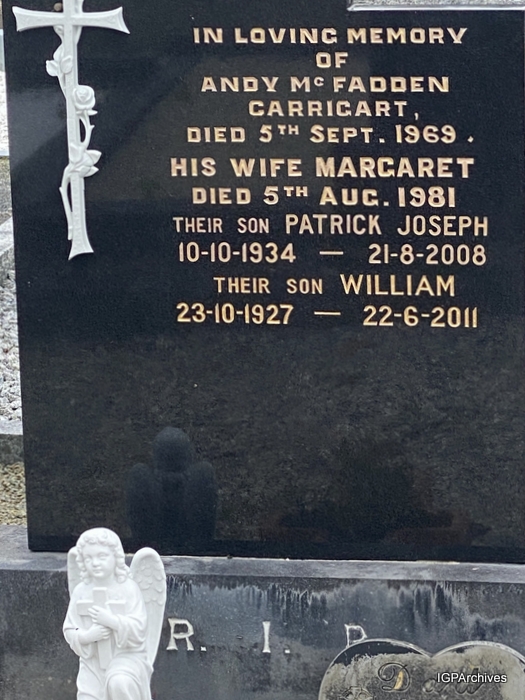 IN LOVING MEMORY
OF
ANDY Mc FADDEN
CARRIGART,
DIED 5TH SEPT. 1969.
HIS WIFE MARGARET
DIED 5TH AUG. 1981
THEIR SON PATRICK JOSEPH
10-10-1934 — 21-8-2008
THEIR SON WILLIAM
23-10-1927 — 22-6-2011
R. I. P.
IGPArchives